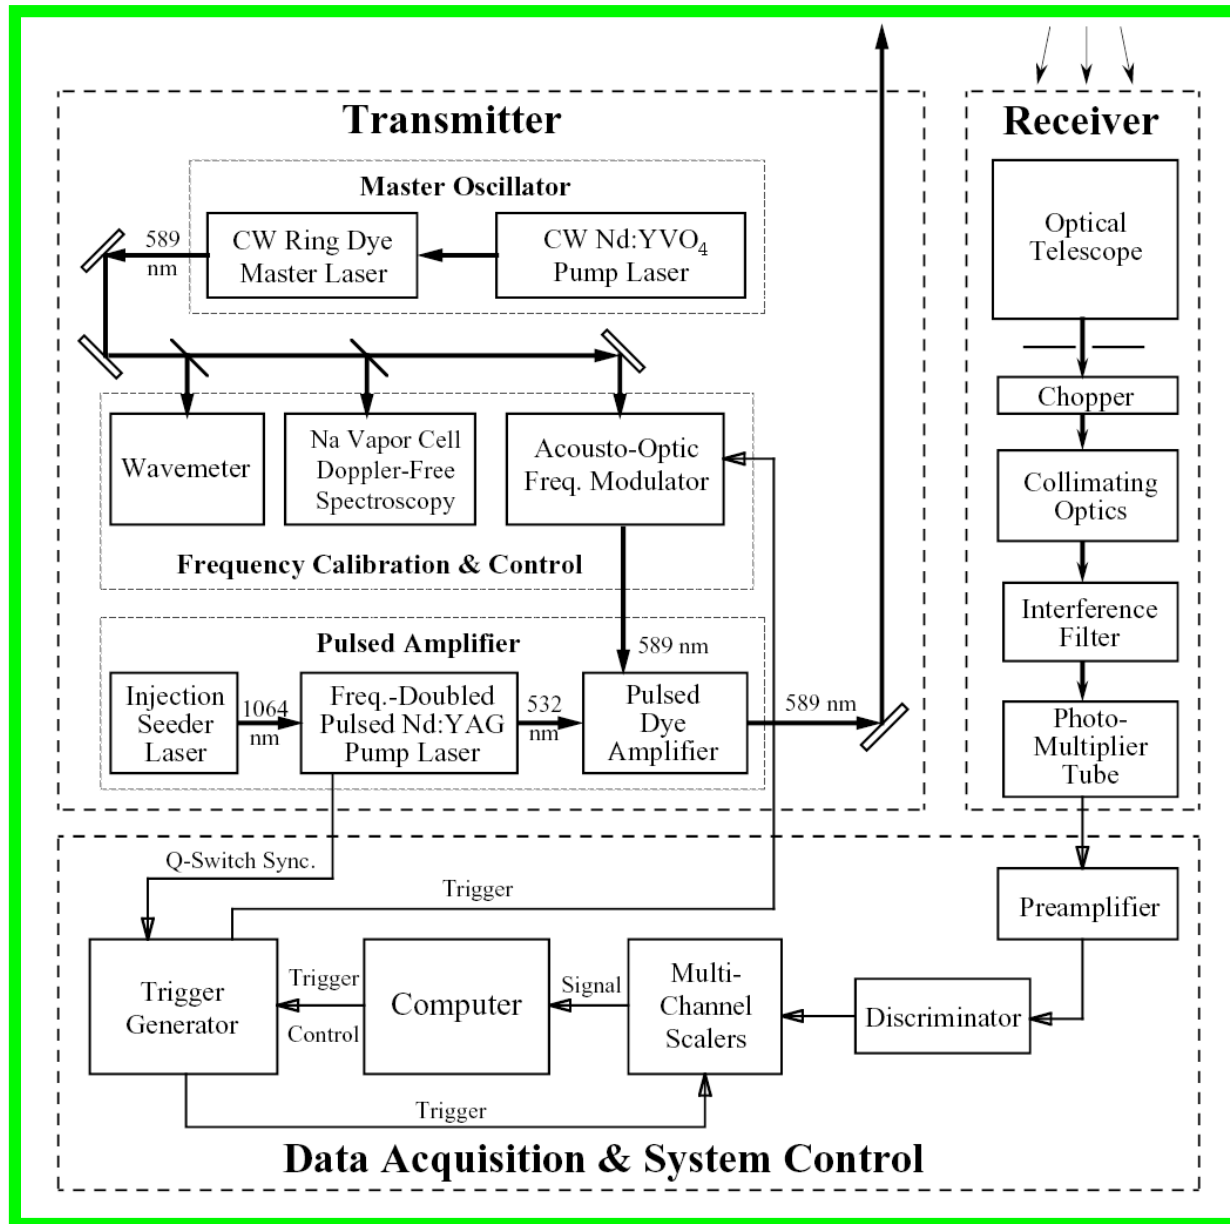 Transmitter
Master Oscillator
CW Ring Dye
Master Laser
CW Nd:YVO₄
Pump Laser
589
nm
Wavemeter
Na Vapor Cell
Doppler-Free
Spectroscopy
Acousto-Optic
Freq. Modulator
Frequency Calibration & Control
Pulsed Amplifier
589 nm
Injection
Seeder
Laser
1064
nm
Freq.-Doubled
Pulsed Nd:YAG
Pump Laser
532
nm
Pulsed
Dye
Amplifier
589 nm
Receiver
Optical
Telescope
Chopper
Collimating
Optics
Interference
Filter
Photo-
Multiplier
Tube
Q-Switch Sync.
Trigger
Preamplifier
Trigger
Generator
Trigger
Control
Computer
Signal
Multi-
Channel
Scalers
Discriminator
Trigger
Data Acquisition & System Control